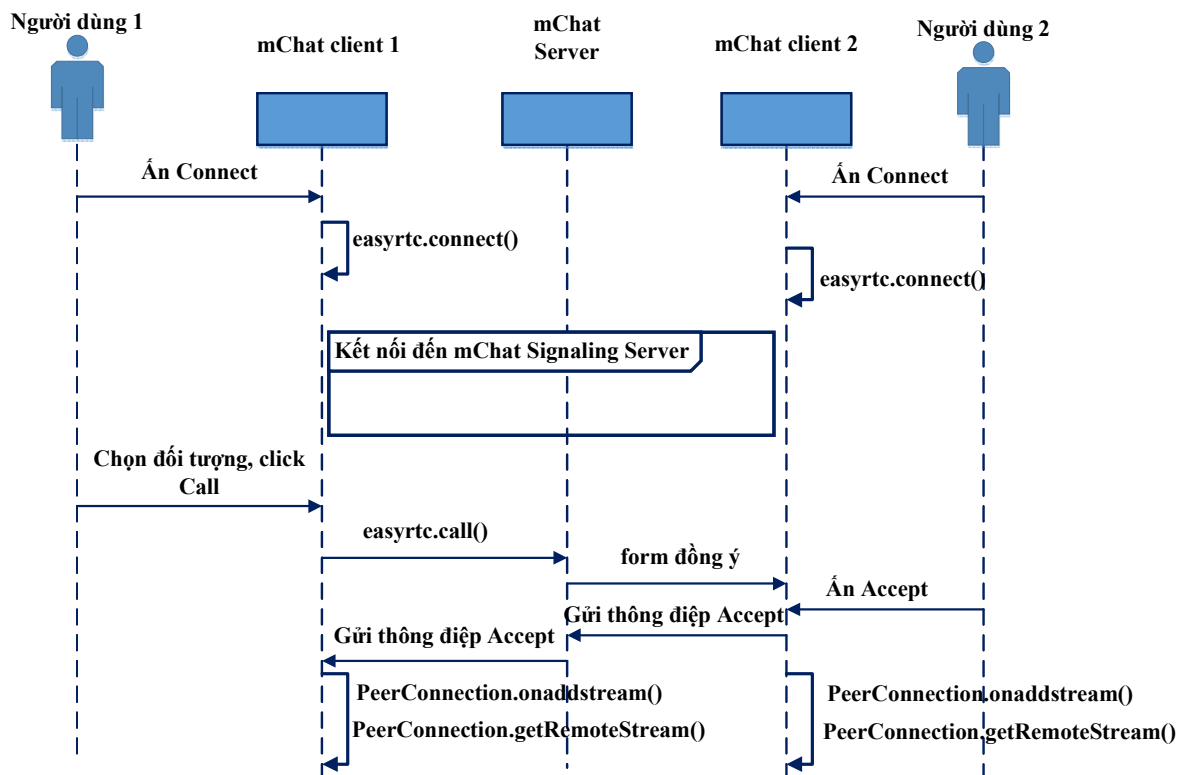 Người dùng 1
mChat client 1
mChat
Server
mChat client 2
Người dùng 2
Ấn Connect
Ấn Connect
easyrtc.connect()
easyrtc.connect()
Kết nối đến mChat Signaling Server
Chọn đối tượng, click
Call
easyrtc.call()
form đồng ý
Ấn Accept
Gửi thông điệp Accept
Gửi thông điệp Accept
PeerConnection.onaddstream()
PeerConnection.getRemoteStream()
PeerConnection.onaddstream()
PeerConnection.getRemoteStream()